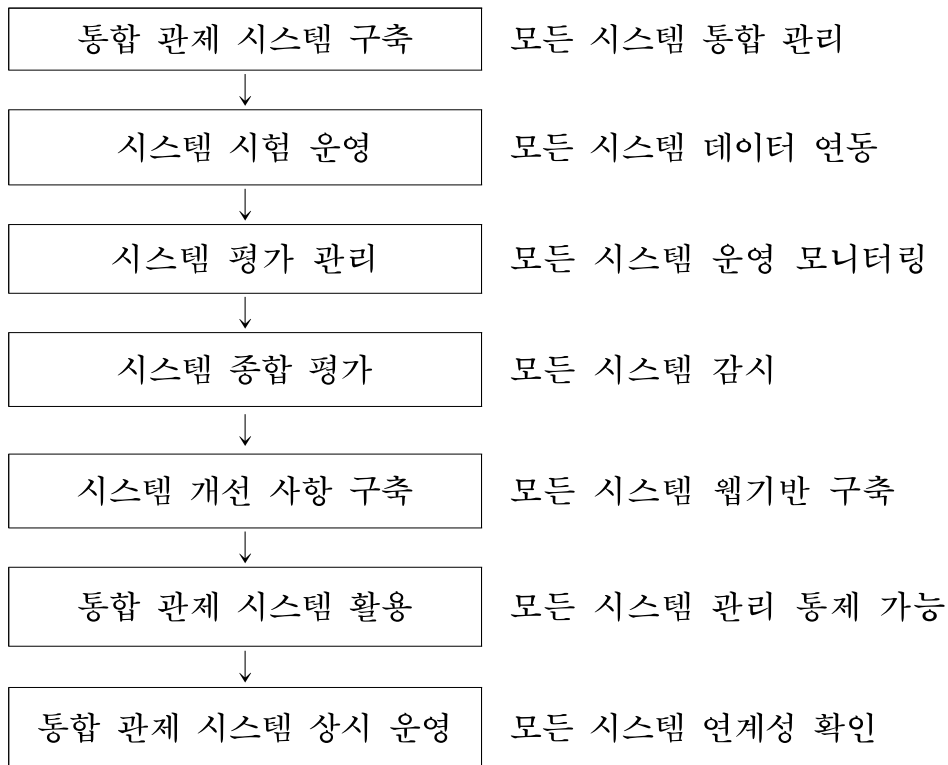 통합 관제 시스템 구축 모든 시스템 통합 관리
시스템 시험 운영 모든 시스템 데이터 연동
시스템 평가 관리 모든 시스템 운영 모니터링
시스템 종합 평가 모든 시스템 감시
시스템 개선 사항 구축 모든 시스템 웹기반 구축
통합 관제 시스템 활용 모든 시스템 관리 통제 가능
통합 관제 시스템 상시 운영 모든 시스템 연계성 확인